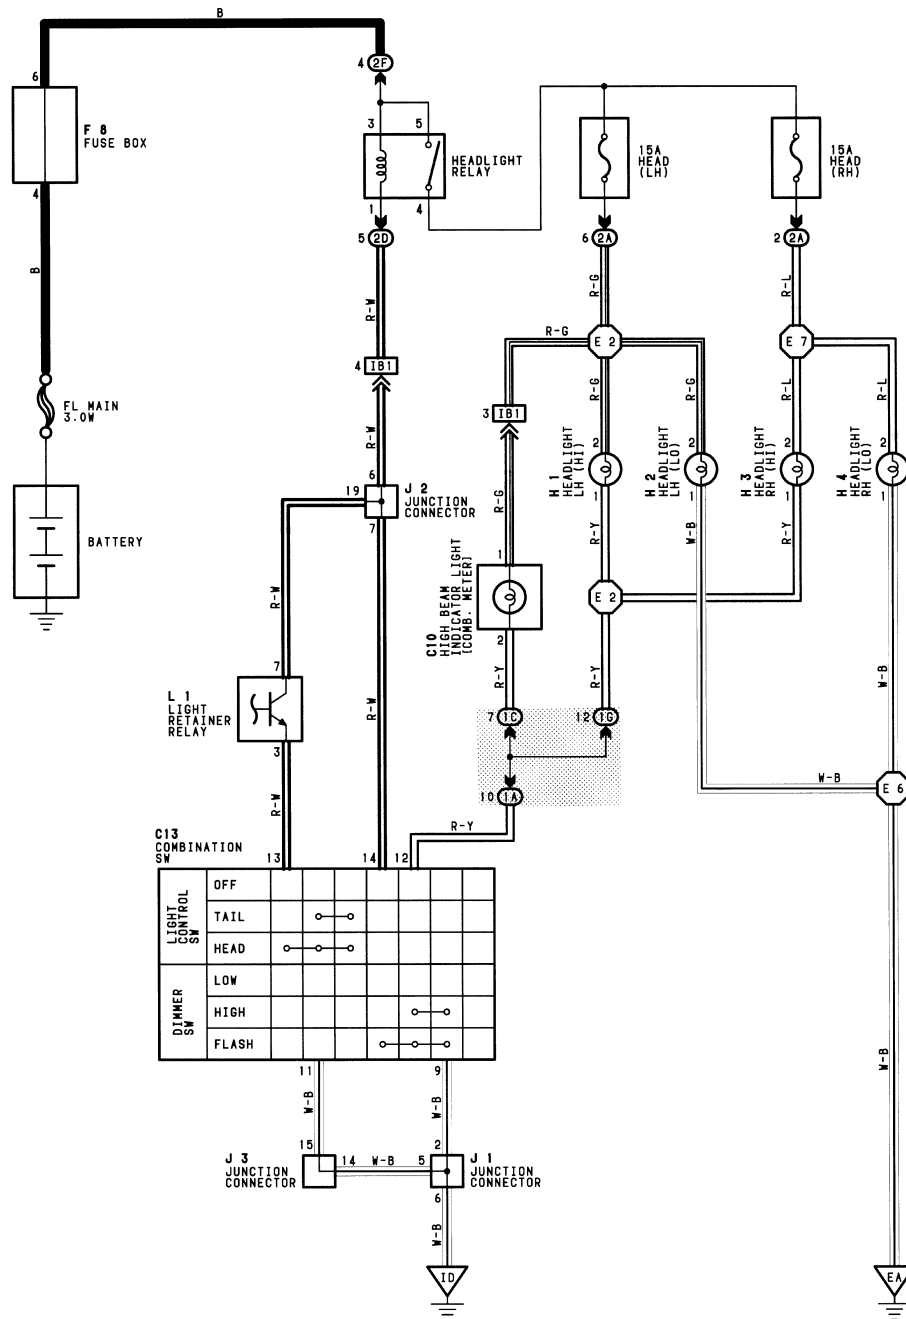 B
4 2F
6
F 8
FUSE BOX
3 5
HEADLIGHT
RELAY
15A
HEAD
(LH)
15A
HEAD
(RH)
4
1 4
5 2D
6 2A
2 2A
B
R-W
R-G
R-L
R-G
E 2
E 7
4 IB1
FL MAIN
3.0W
R-G
R-G
R-L
R-L
3 IB1
R-W
2
2
2
2
H 1
HEADLIGHT
LH (HI)
H 2
HEADLIGHT
LH (LO)
H 3
HEADLIGHT
RH (HI)
H 4
HEADLIGHT
RH (LO)
6
19
J 2
JUNCTION
CONNECTOR
7
1
1
1
1
R-G
R-Y
W-B
R-Y
BATTERY
1
R-W
E 2
C10
HIGH BEAM
INDICATOR LIGHT
[COMB. METER]
2
7
R-Y
R-Y
W-B
L 1
LIGHT
RETAINER
RELAY
R-W
7 1C
12 1G
3
W-B
E 6
10 1A
R-W
R-Y
C13
COMBINATION
SW
13
14
12
LIGHT
CONTROL
SW
OFF
TAIL
HEAD
DIMMER
SW
LOW
HIGH
FLASH
11
9
W-B
W-B
W-B
15
2
J 3
JUNCTION
CONNECTOR
14 W-B 5
J 1
JUNCTION
CONNECTOR
6
W-B
ID
EA